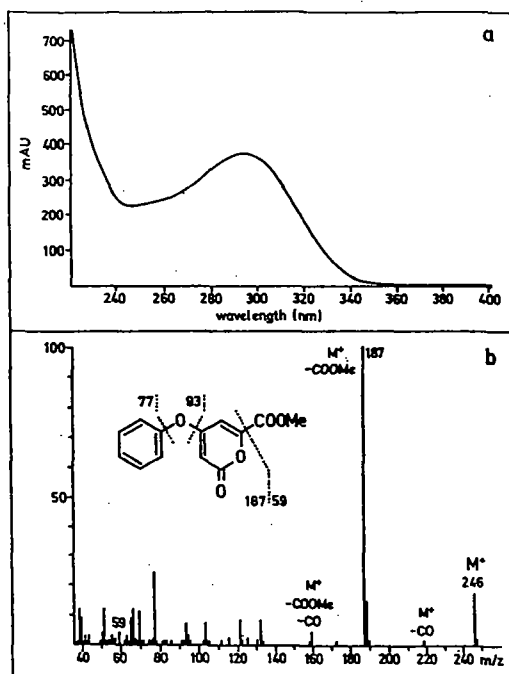 a
700
600
500
400
300
200
100
mAU
240 260 280 300 320 340 360 380 400
wavelength (nm)
b
100
50
M⁺
-COOMe
187
77
O
93
COOMe
O
O
187 59
M⁺
-COOMe
-CO
M⁺
-CO
M⁺
246
59
40 60 80 100 120 140 160 180 200 220 240 m/z